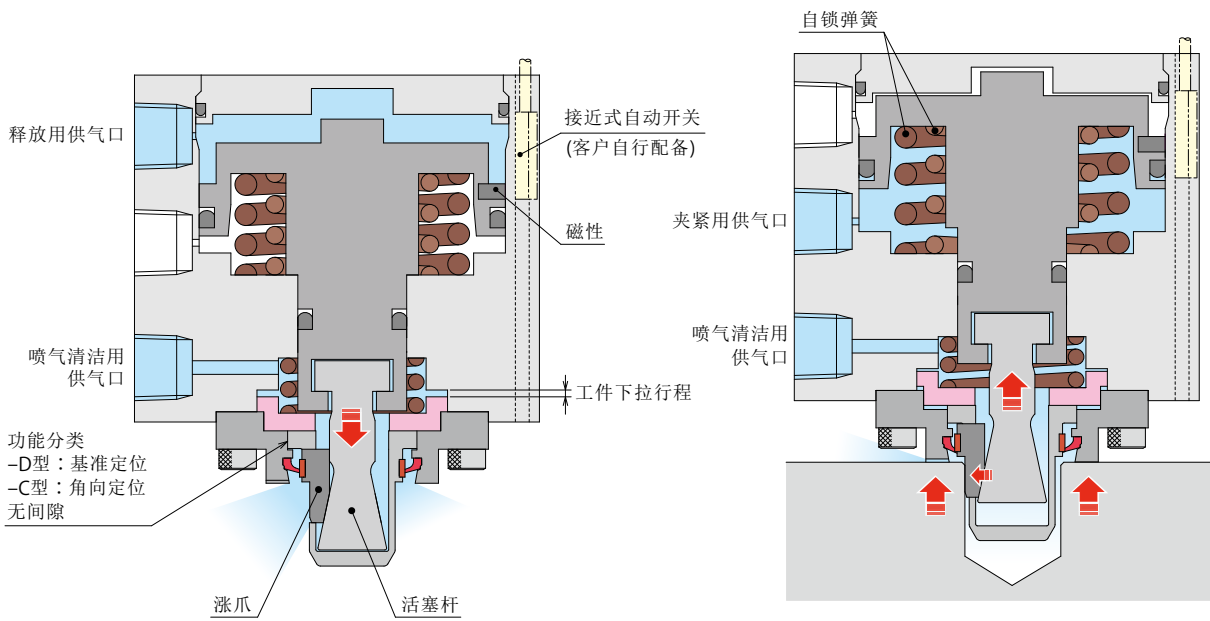 释放用供气口
喷气清洁用
供气口
功能分类
–D型：基准定位
–C型：角向定位
无间隙
涨爪
活塞杆
接近式自动开关
(客户自行配备)
磁性
工件下拉行程
自锁弹簧
夹紧用供气口
喷气清洁用
供气口